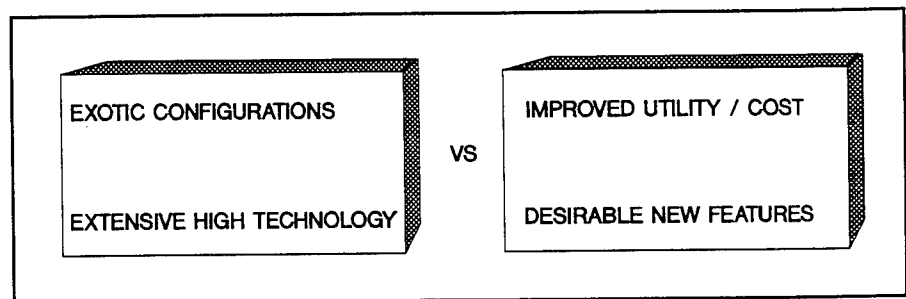 EXOTIC CONFIGURATIONS
EXTENSIVE HIGH TECHNOLOGY
VS
IMPROVED UTILITY / COST
DESIRABLE NEW FEATURES